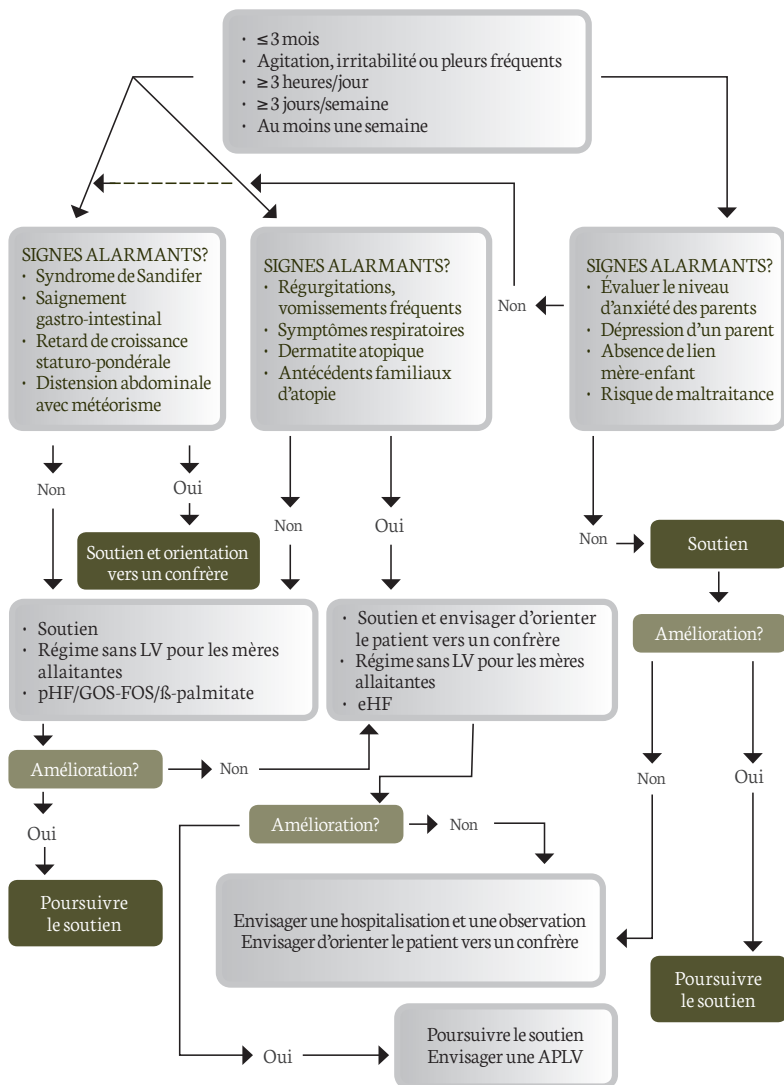 · ≤ 3 mois
· Agitation, irritabilité ou pleurs fréquents
· ≥ 3 heures/jour
· ≥ 3 jours/semaine
· Au moins une semaine
SIGNES ALARMANTS?
· Syndrome de Sandifer
· Saignement
gastro-intestinal
· Retard de croissance
staturo-pondérale
· Distension abdominale
avec météorisme
SIGNES ALARMANTS?
· Régurgitations,
vomissements fréquents
· Symptômes respiratoires
· Dermatite atopique
· Antécédents familiaux
d'atopie
Non
SIGNES ALARMANTS?
· Évaluer le niveau
d'anxiété des parents
· Dépression d'un parent
· Absence de lien
mère-enfant
· Risque de maltraitance
Non
Oui
Non
Oui
Non
Soutien et orientation
vers un confrère
Soutien
· Soutien
· Régime sans LV pour les mères
allaitantes
· pHF/GOS-FOS/ß-palmitate
· Soutien et envisager d'orienter
le patient vers un confrère
· Régime sans LV pour les mères
allaitantes
· eHF
Amélioration?
Amélioration?
Non
Non
Oui
Oui
Amélioration?
Non
Poursuivre
le soutien
Envisager une hospitalisation et une observation
Envisager d'orienter le patient vers un confrère
Poursuivre
le soutien
Oui
Poursuivre le soutien
Envisager une APLV